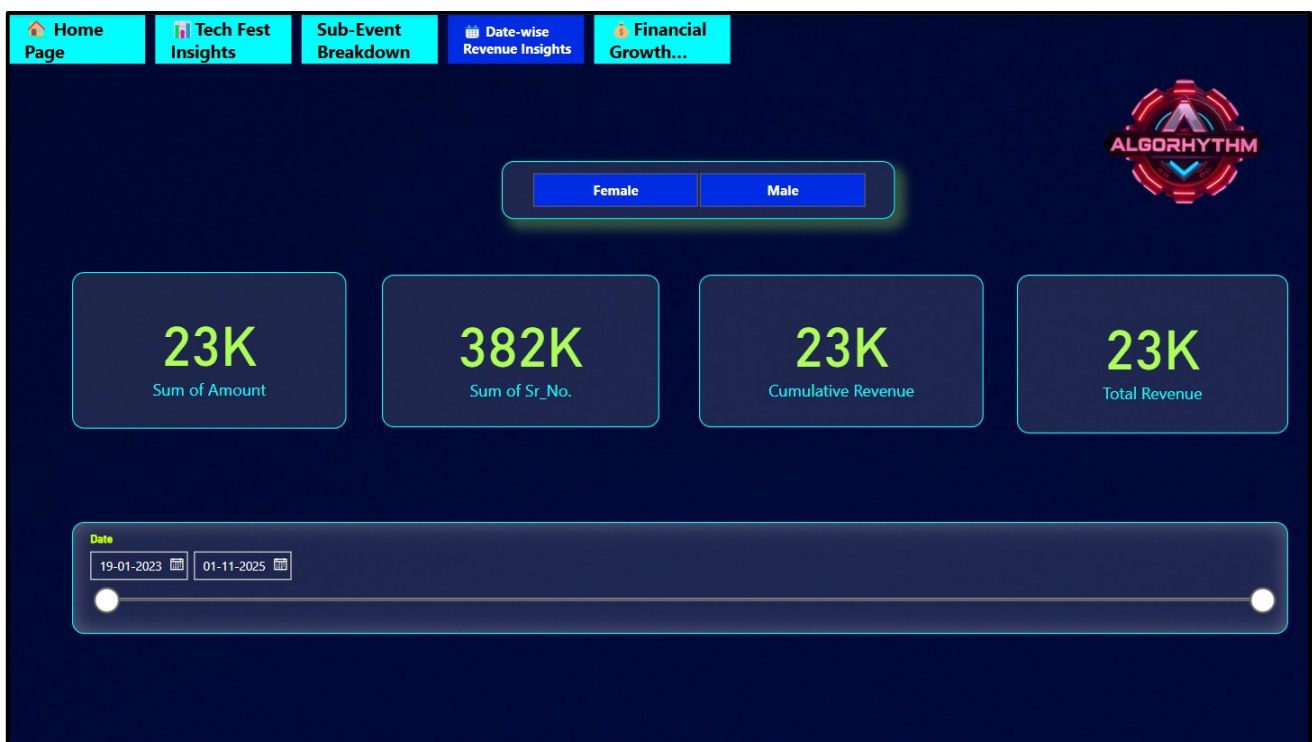 🏠 Home
Page
📊 Tech Fest
Insights
Sub-Event
Breakdown
📅 Date-wise
Revenue Insights
💰 Financial
Growth...
ALGORHYTHM
Female
Male
23K
Sum of Amount
382K
Sum of Sr_No.
23K
Cumulative Revenue
23K
Total Revenue
Date
19-01-2023
01-11-2025